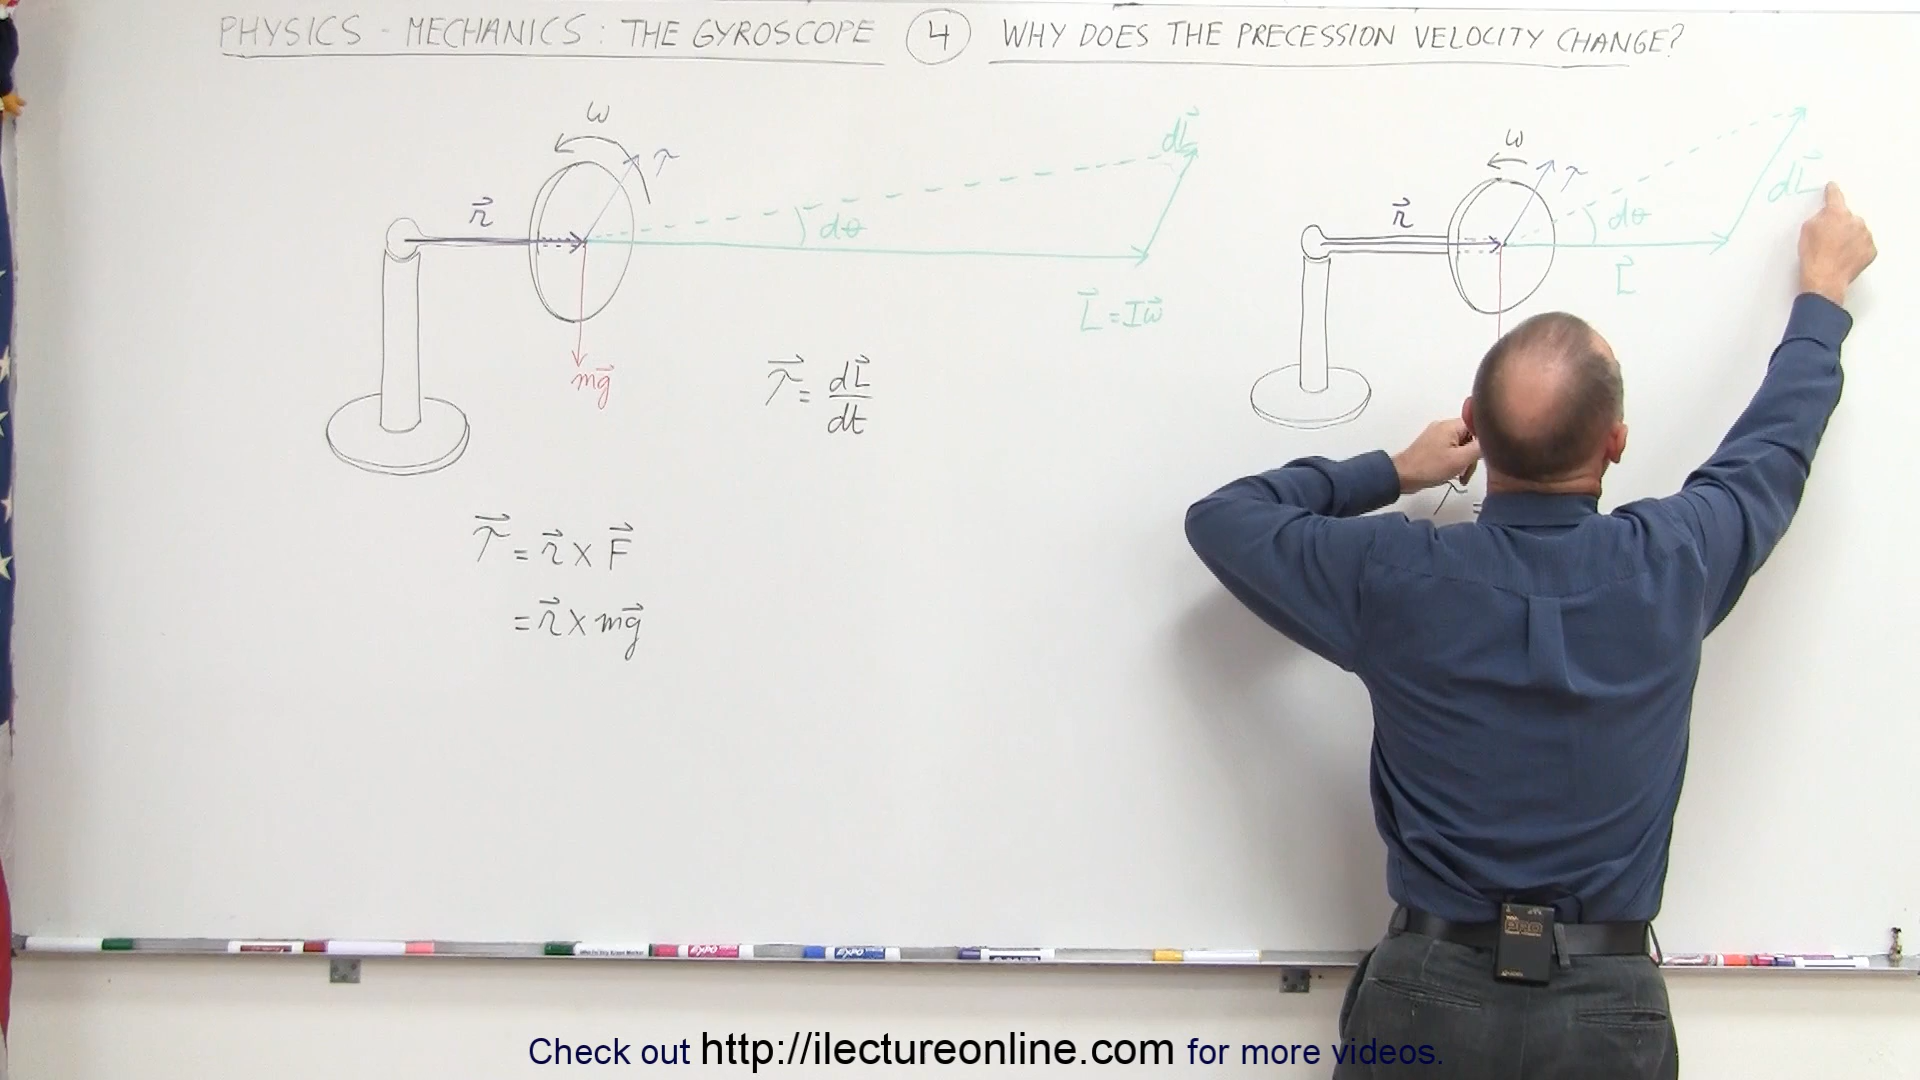 PHYSICS - MECHANICS: THE GYROSCOPE ④ WHY DOES THE PRECESSION VELOCITY CHANGE?
ω
τ
r⃗
dθ
dL⃗
L⃗ = Iω⃗
mg⃗
τ⃗ = dL⃗/dt
τ⃗ = r⃗ × F⃗
= r⃗ × mg⃗
ω
τ
r⃗
dθ
dL⃗
L⃗
τ =
Check out http://ilectureonline.com for more videos.